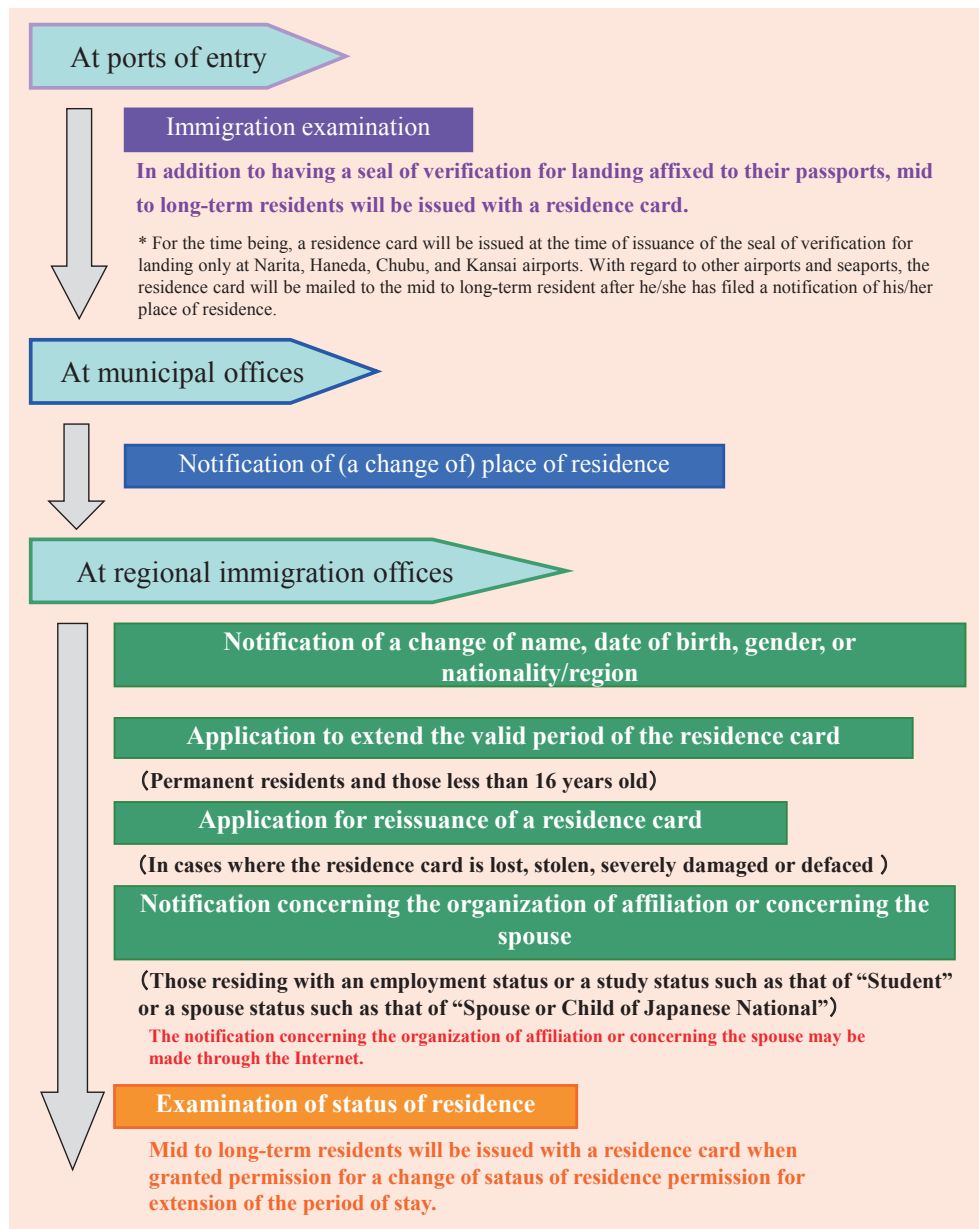 At ports of entry
Immigration examination
In addition to having a seal of verification for landing affixed to their passports, mid
to long-term residents will be issued with a residence card.
* For the time being, a residence card will be issued at the time of issuance of the seal of verification for
landing only at Narita, Haneda, Chubu, and Kansai airports. With regard to other airports and seaports, the
residence card will be mailed to the mid to long-term resident after he/she has filed a notification of his/her
place of residence.
At municipal offices
Notification of (a change of) place of residence
At regional immigration offices
Notification of a change of name, date of birth, gender, or
nationality/region
Application to extend the valid period of the residence card
（Permanent residents and those less than 16 years old）
Application for reissuance of a residence card
（In cases where the residence card is lost, stolen, severely damaged or defaced ）
Notification concerning the organization of affiliation or concerning the
spouse
（Those residing with an employment status or a study status such as that of “Student”
or a spouse status such as that of “Spouse or Child of Japanese National”）
The notification concerning the organization of affiliation or concerning the spouse may be
made through the Internet.
Examination of status of residence
Mid to long-term residents will be issued with a residence card when
granted permission for a change of sataus of residence permission for
extension of the period of stay.